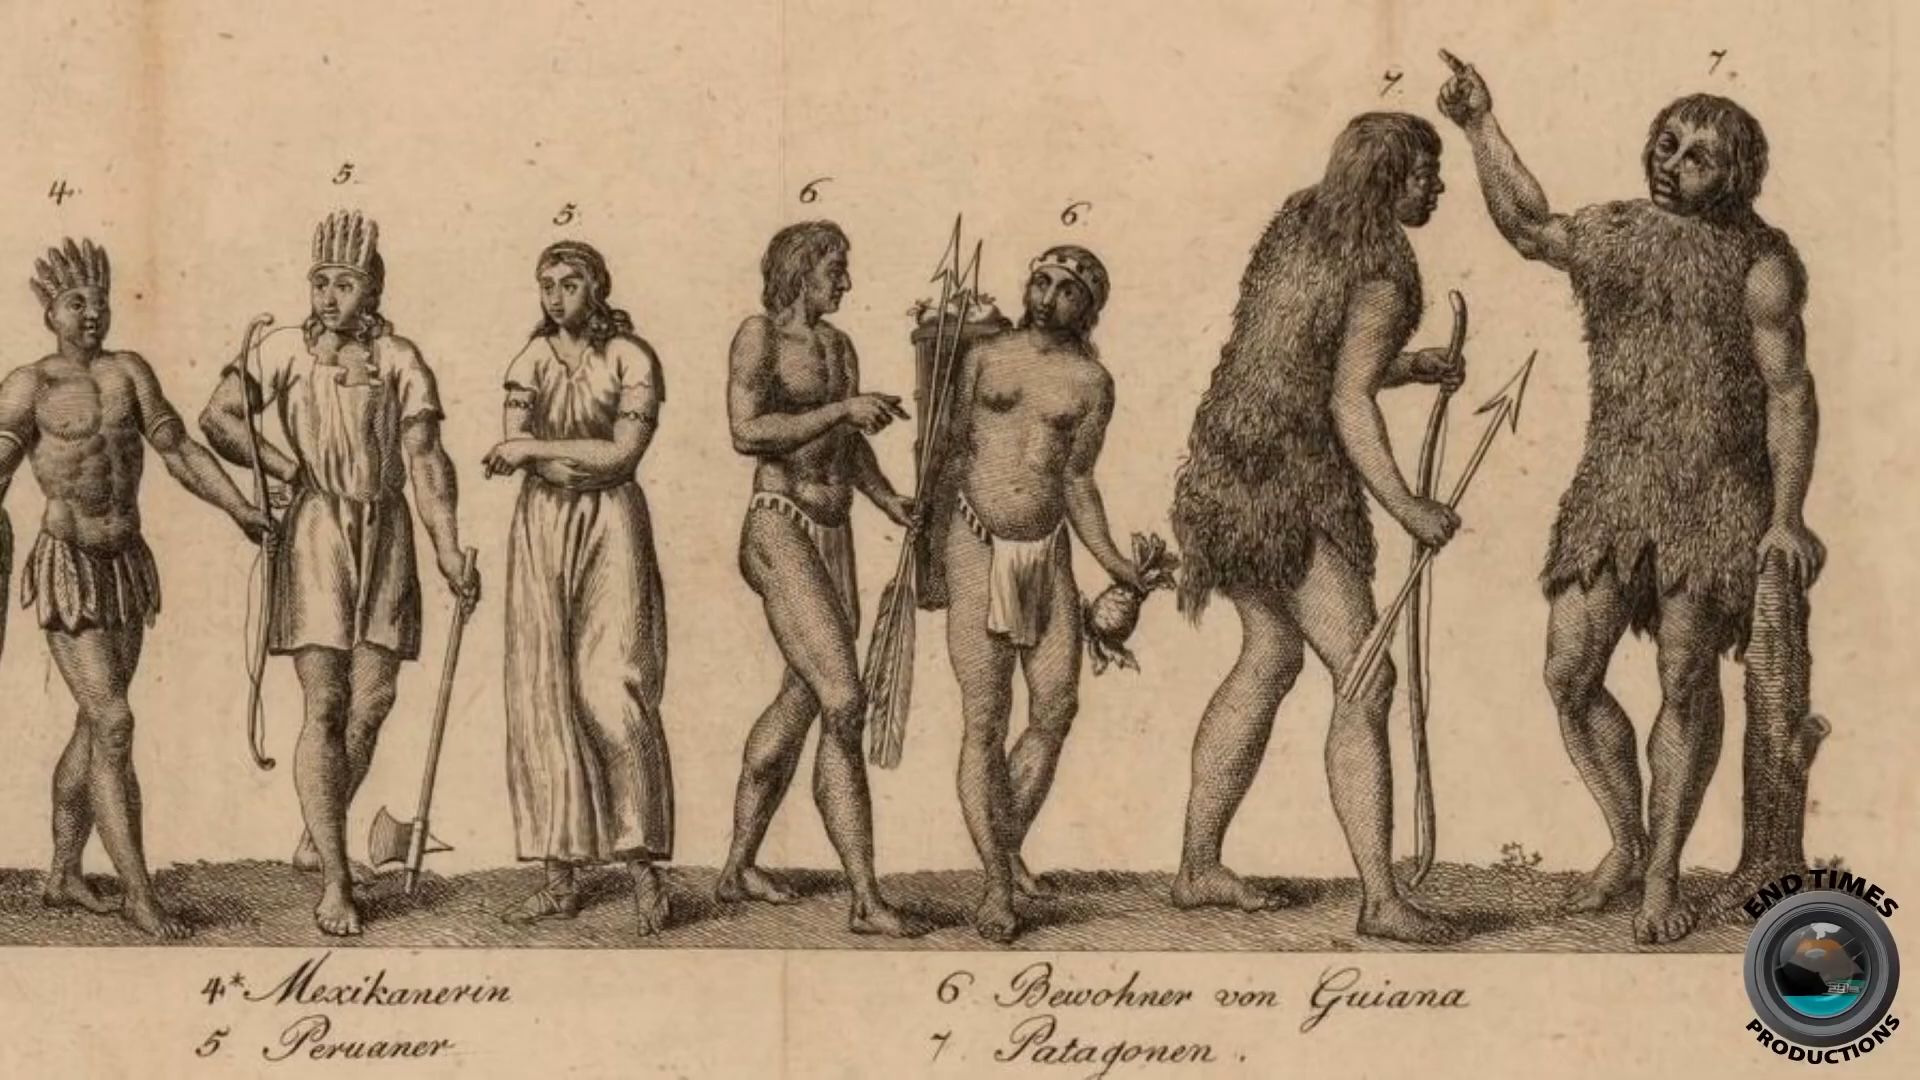 7.
7.
4.
5.
5.
6
6.
4* Mexikanerin
5 Peruaner
6 Bewohner von Guiana
7. Patagonen.
END TIMES
PRODUCTIONS